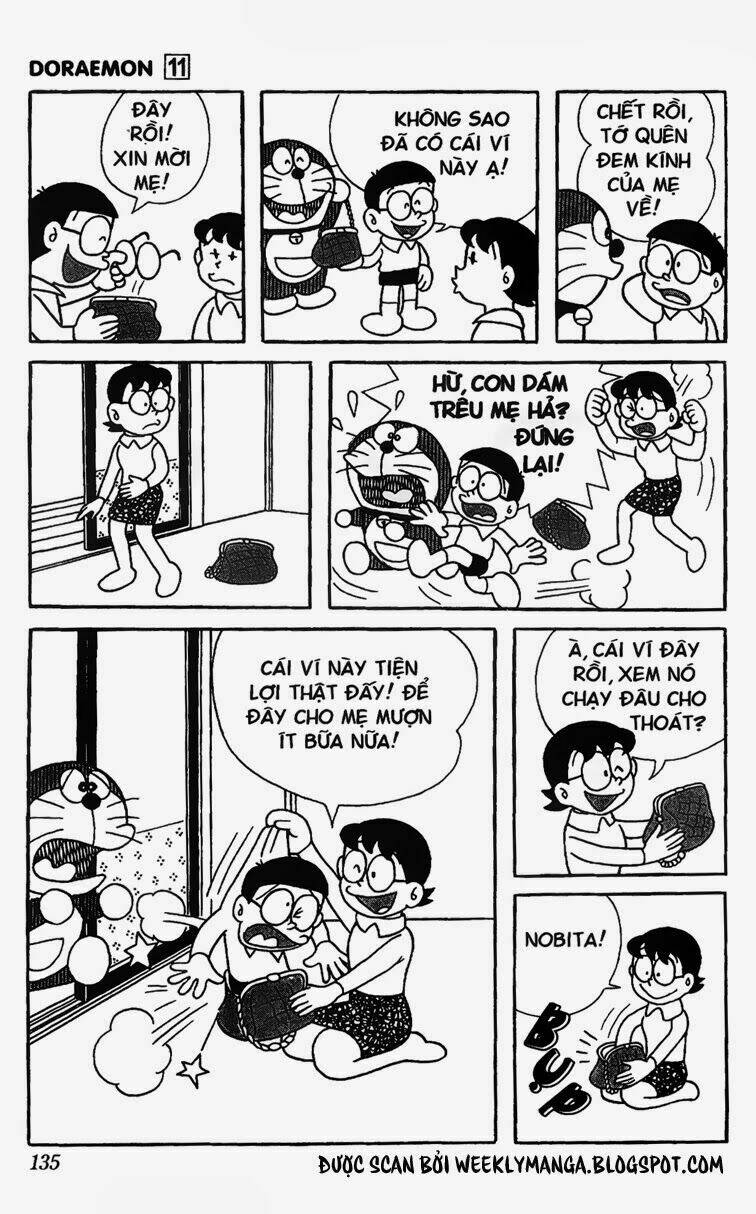 DORAEMON 11
CHẾT RỒI,
TỚ QUÊN
ĐEM KÍNH
CỦA MẸ
VỀ!
KHÔNG SAO
ĐÃ CÓ CÁI VÍ
NÀY Ạ!
ĐÂY
RỒI!
XIN MỜI
MẸ!
HỪ, CON DÁM
TRÊU MẸ HẢ?
ĐỨNG
LẠI!
À, CÁI VÍ ĐÂY
RỒI, XEM NÓ
CHẠY ĐÂU CHO
THOÁT?
NOBITA!
BỤP
CÁI VÍ NÀY TIỆN
LỢI THẬT ĐẤY! ĐỂ
ĐÂY CHO MẸ MƯỢN
ÍT BỮA NỮA!
135
ĐƯỢC SCAN BỞI WEEKLYMANGA.BLOGSPOT.COM